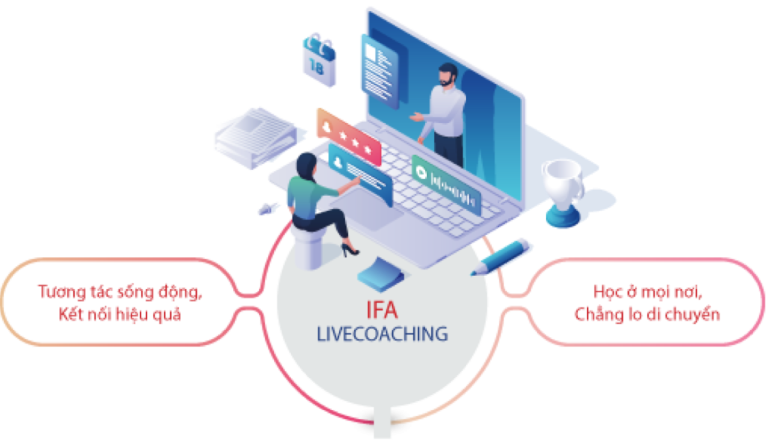 18
Tương tác sống động,
Kết nối hiệu quả
IFA
LIVECOACHING
Học ở mọi nơi,
Chẳng lo di chuyển